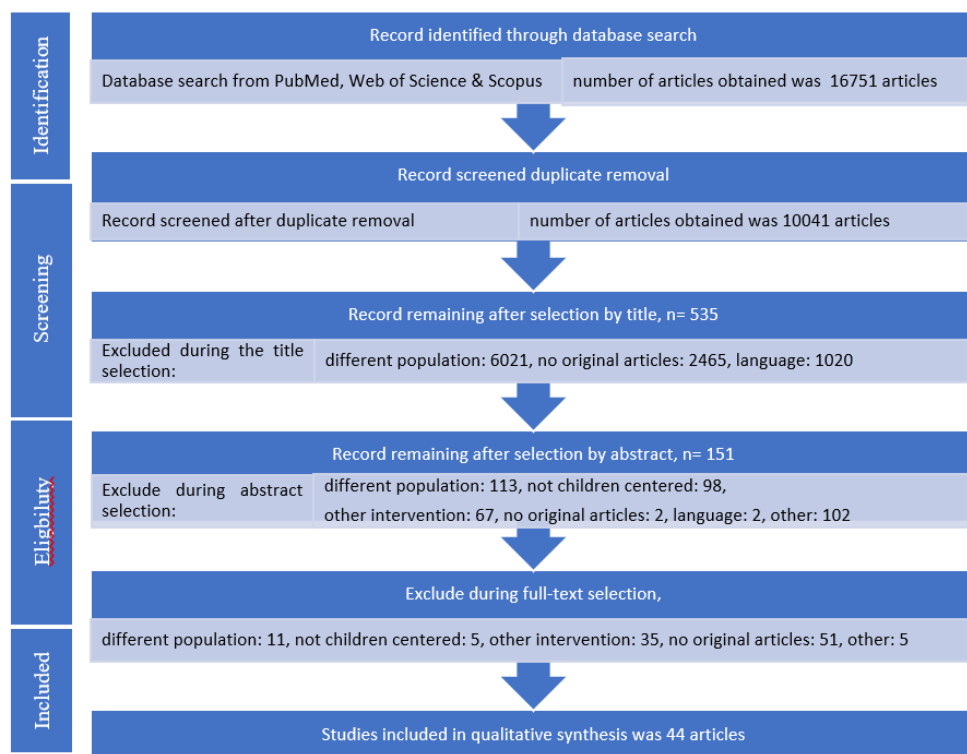 Identification
Record identified through database search
Database search from PubMed, Web of Science & Scopus
number of articles obtained was 16751 articles
Screening
Record screened duplicate removal
Record screened after duplicate removal
number of articles obtained was 10041 articles
Record remaining after selection by title, n= 535
Excluded during the title
selection:
different population: 6021, no original articles: 2465, language: 1020
Eligbiluty
Record remaining after selection by abstract, n= 151
Exclude during abstract
selection:
different population: 113, not children centered: 98,
other intervention: 67, no original articles: 2, language: 2, other: 102
Exclude during full-text selection,
different population: 11, not children centered: 5, other intervention: 35, no original articles: 51, other: 5
Included
Studies included in qualitative synthesis was 44 articles